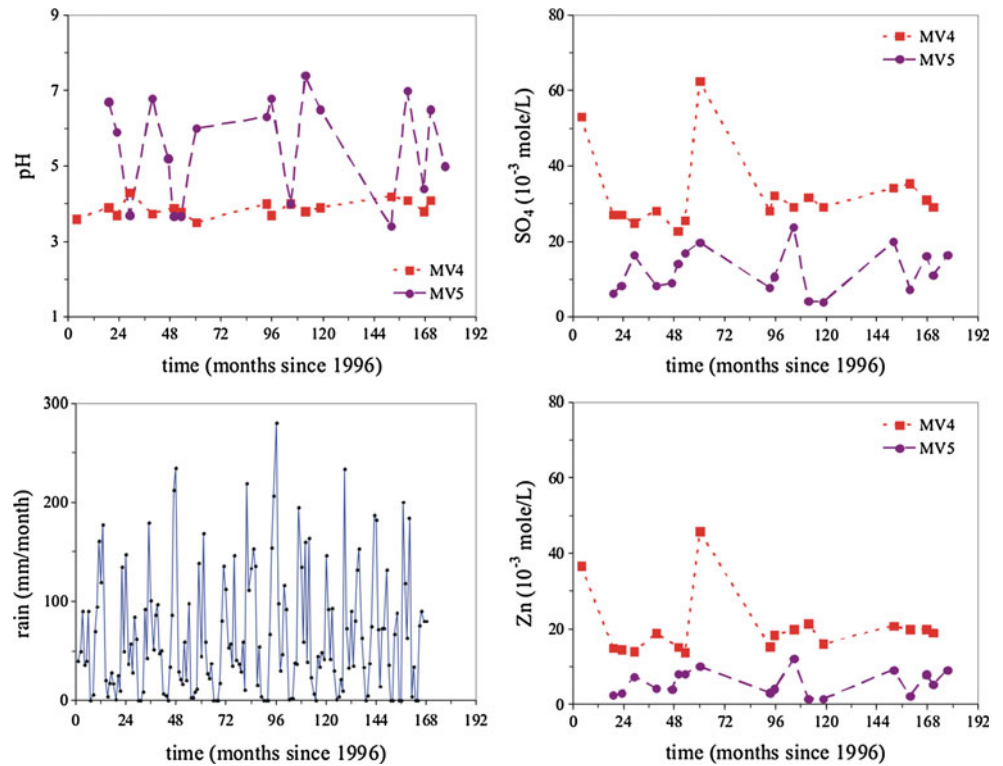 9
7
5
3
1
pH
MV4
MV5
0 24 48 72 96 120 144 168 192
time (months since 1996)
80
60
40
20
0
SO4 (10-3 mole/L)
MV4
MV5
0 24 48 72 96 120 144 168 192
time (months since 1996)
300
200
100
0
rain (mm/month)
0 24 48 72 96 120 144 168 192
time (months since 1996)
80
60
40
20
0
Zn (10-3 mole/L)
MV4
MV5
0 24 48 72 96 120 144 168 192
time (months since 1996)